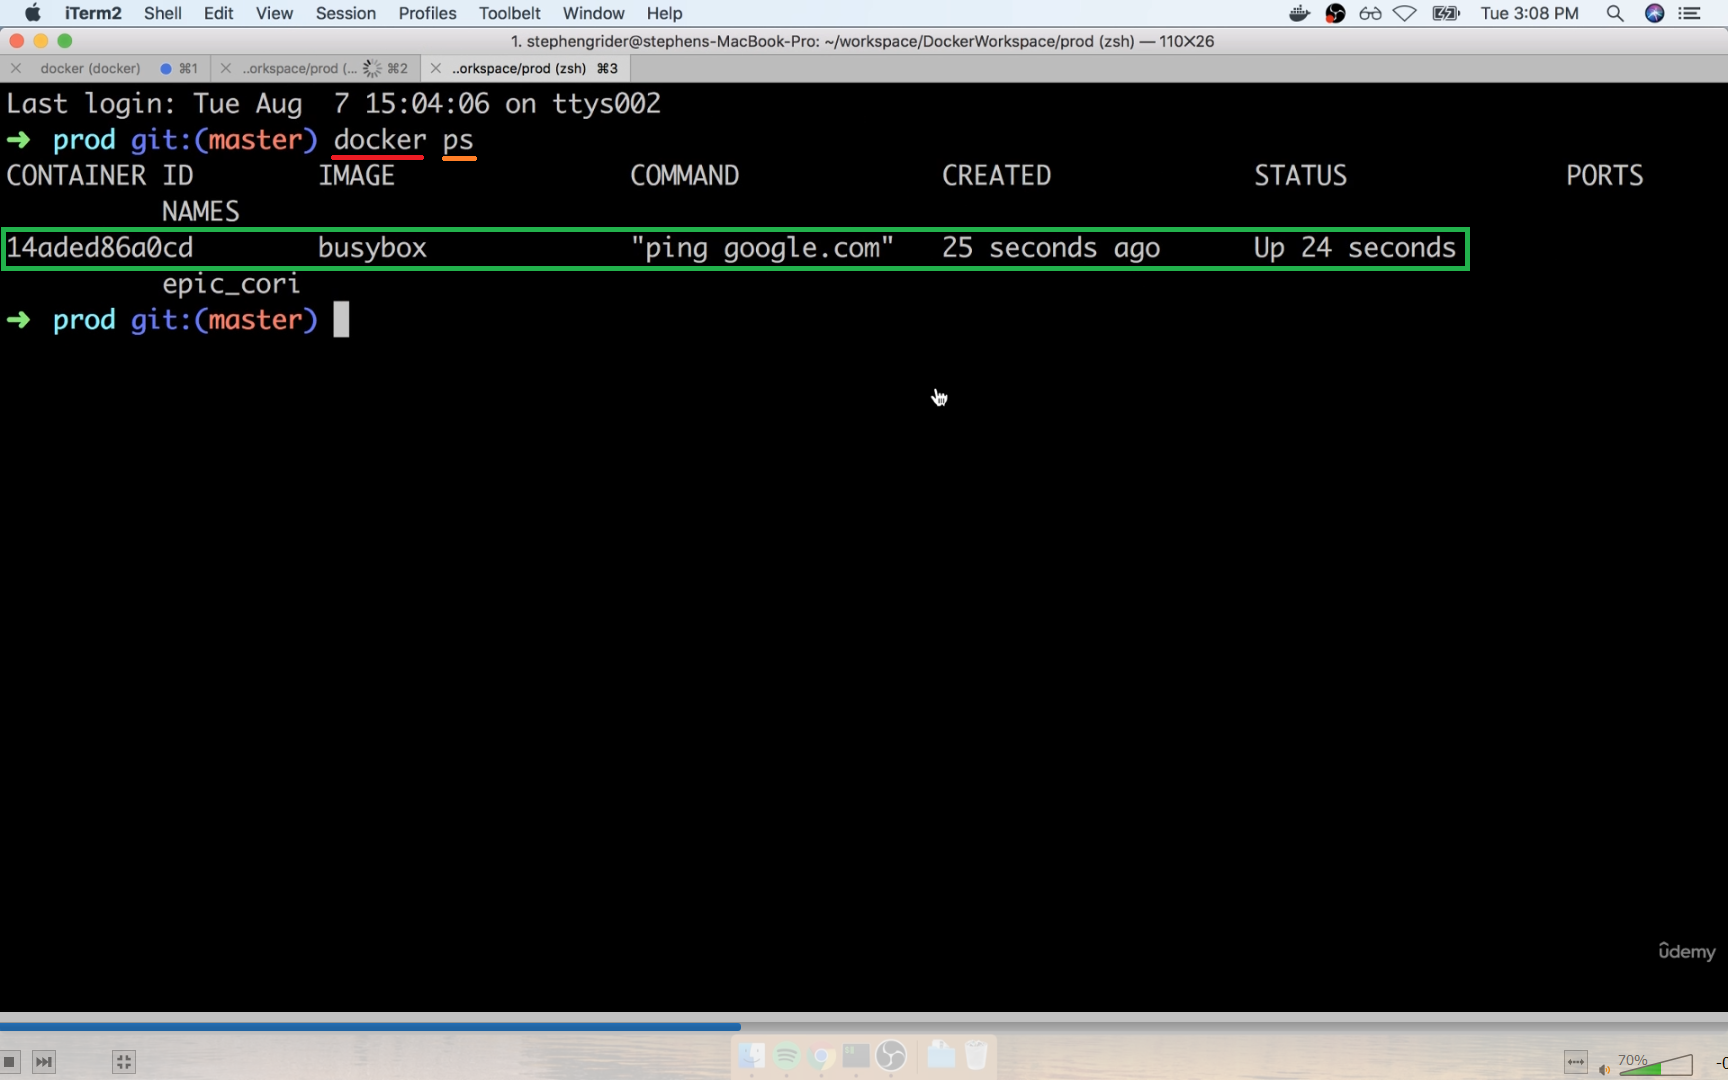 iTerm2 Shell Edit View Session Profiles Toolbelt Window Help Tue 3:08 PM
1. stephengrider@stephens-MacBook-Pro: ~/workspace/DockerWorkspace/prod (zsh) — 110×26
docker (docker) ⌘1 ..orkspace/prod (... ⌘2 ..orkspace/prod (zsh) ⌘3
Last login: Tue Aug  7 15:04:06 on ttys002
➜  prod git:(master) docker ps
CONTAINER ID        IMAGE               COMMAND             CREATED             STATUS              PORTS
          NAMES
14aded86a0cd        busybox             "ping google.com"   25 seconds ago      Up 24 seconds
          epic_cori
➜  prod git:(master)
ûdemy
70%